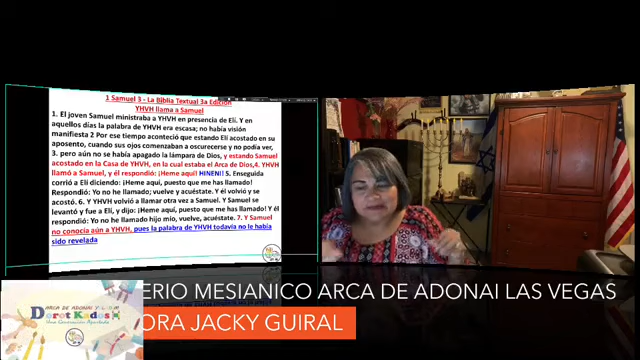 1 Samuel 3 - La Biblia Textual 3a Edición
YHVH llama a Samuel
1. El joven Samuel ministraba a YHVH en presencia de Elí. Y en
aquellos días la palabra de YHVH era escasa; no había visión
manifiesta 2 Por ese tiempo aconteció que estando Elí acostado en su
aposento, cuando sus ojos comenzaban a oscurecerse y no podía ver,
3. pero aún no se había apagado la lámpara de Dios, y estando Samuel
acostado en la Casa de YHVH, en la cual estaba el Arca de Dios,4. YHVH
llamó a Samuel, y él respondió: ¡Heme aquí! HINENI!! 5. Enseguida
corrió a Elí diciendo: ¡Heme aquí, puesto que me has llamado!
Respondió: Yo no he llamado; vuelve y acuéstate. Y él volvió y se
acostó. 6. Y YHVH volvió a llamar otra vez a Samuel. Y Samuel se
levantó y fue a Elí, y dijo: ¡Heme aquí, puesto que me has llamado! Y él
respondió: Yo no he llamado hijo mío, vuelve, acuéstate. 7. Y Samuel
no conocía aún a YHVH, pues la palabra de YHVH todavía no le había
sido revelada
ERIO MESIANICO ARCA DE ADONAI LAS VEGAS
ORA JACKY GUIRAL
ARCA DE ADONAI
Dorot Kados
Una Generación Apartada